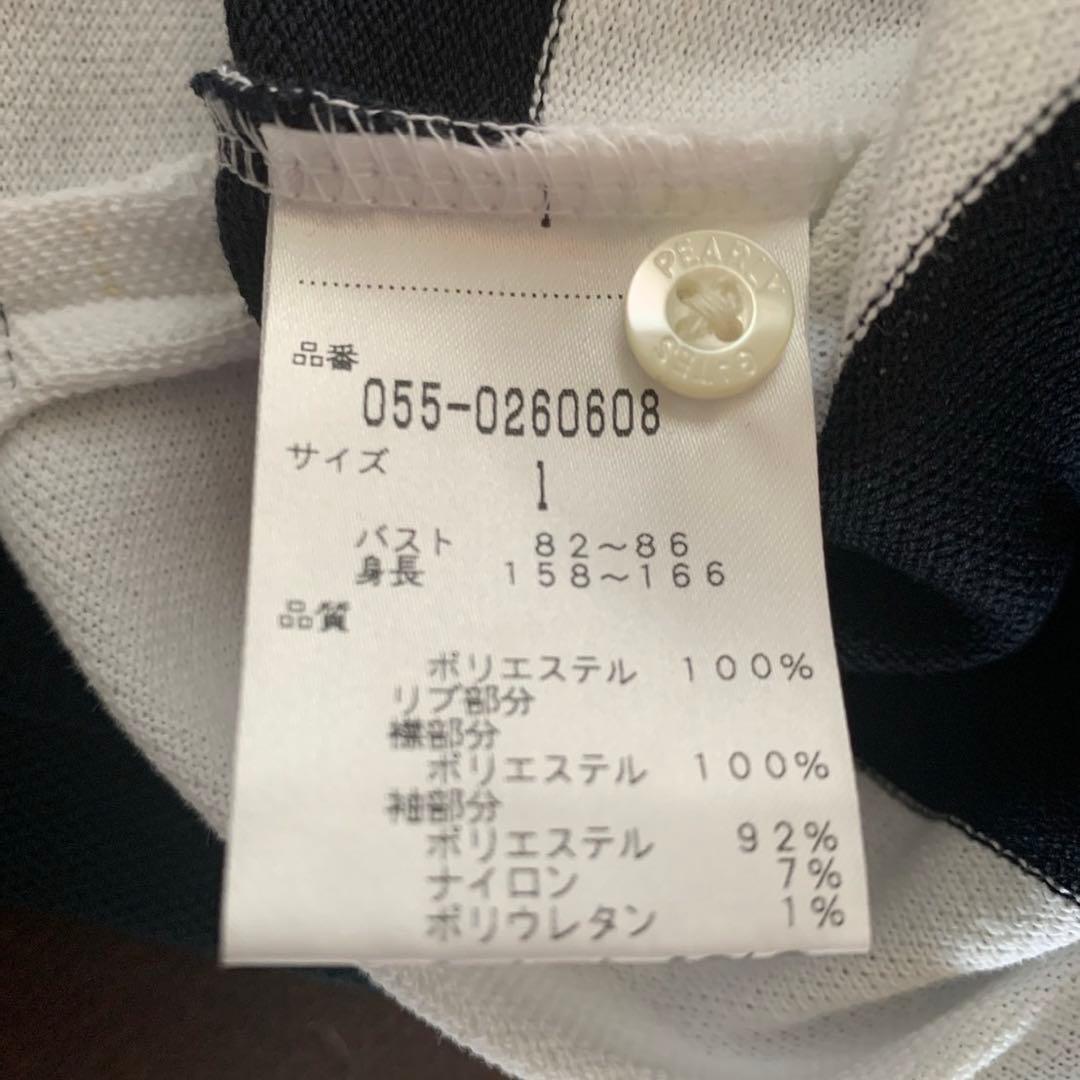 PEARLY
GATES
品番
055-0260608
サイズ
1
バスト 82~86
身長 158~166
品質
ポリエステル 100%
リブ部分
襟部分
ポリエステル 100%
袖部分
ポリエステル 92%
ナイロン 7%
ポリウレタン 1%